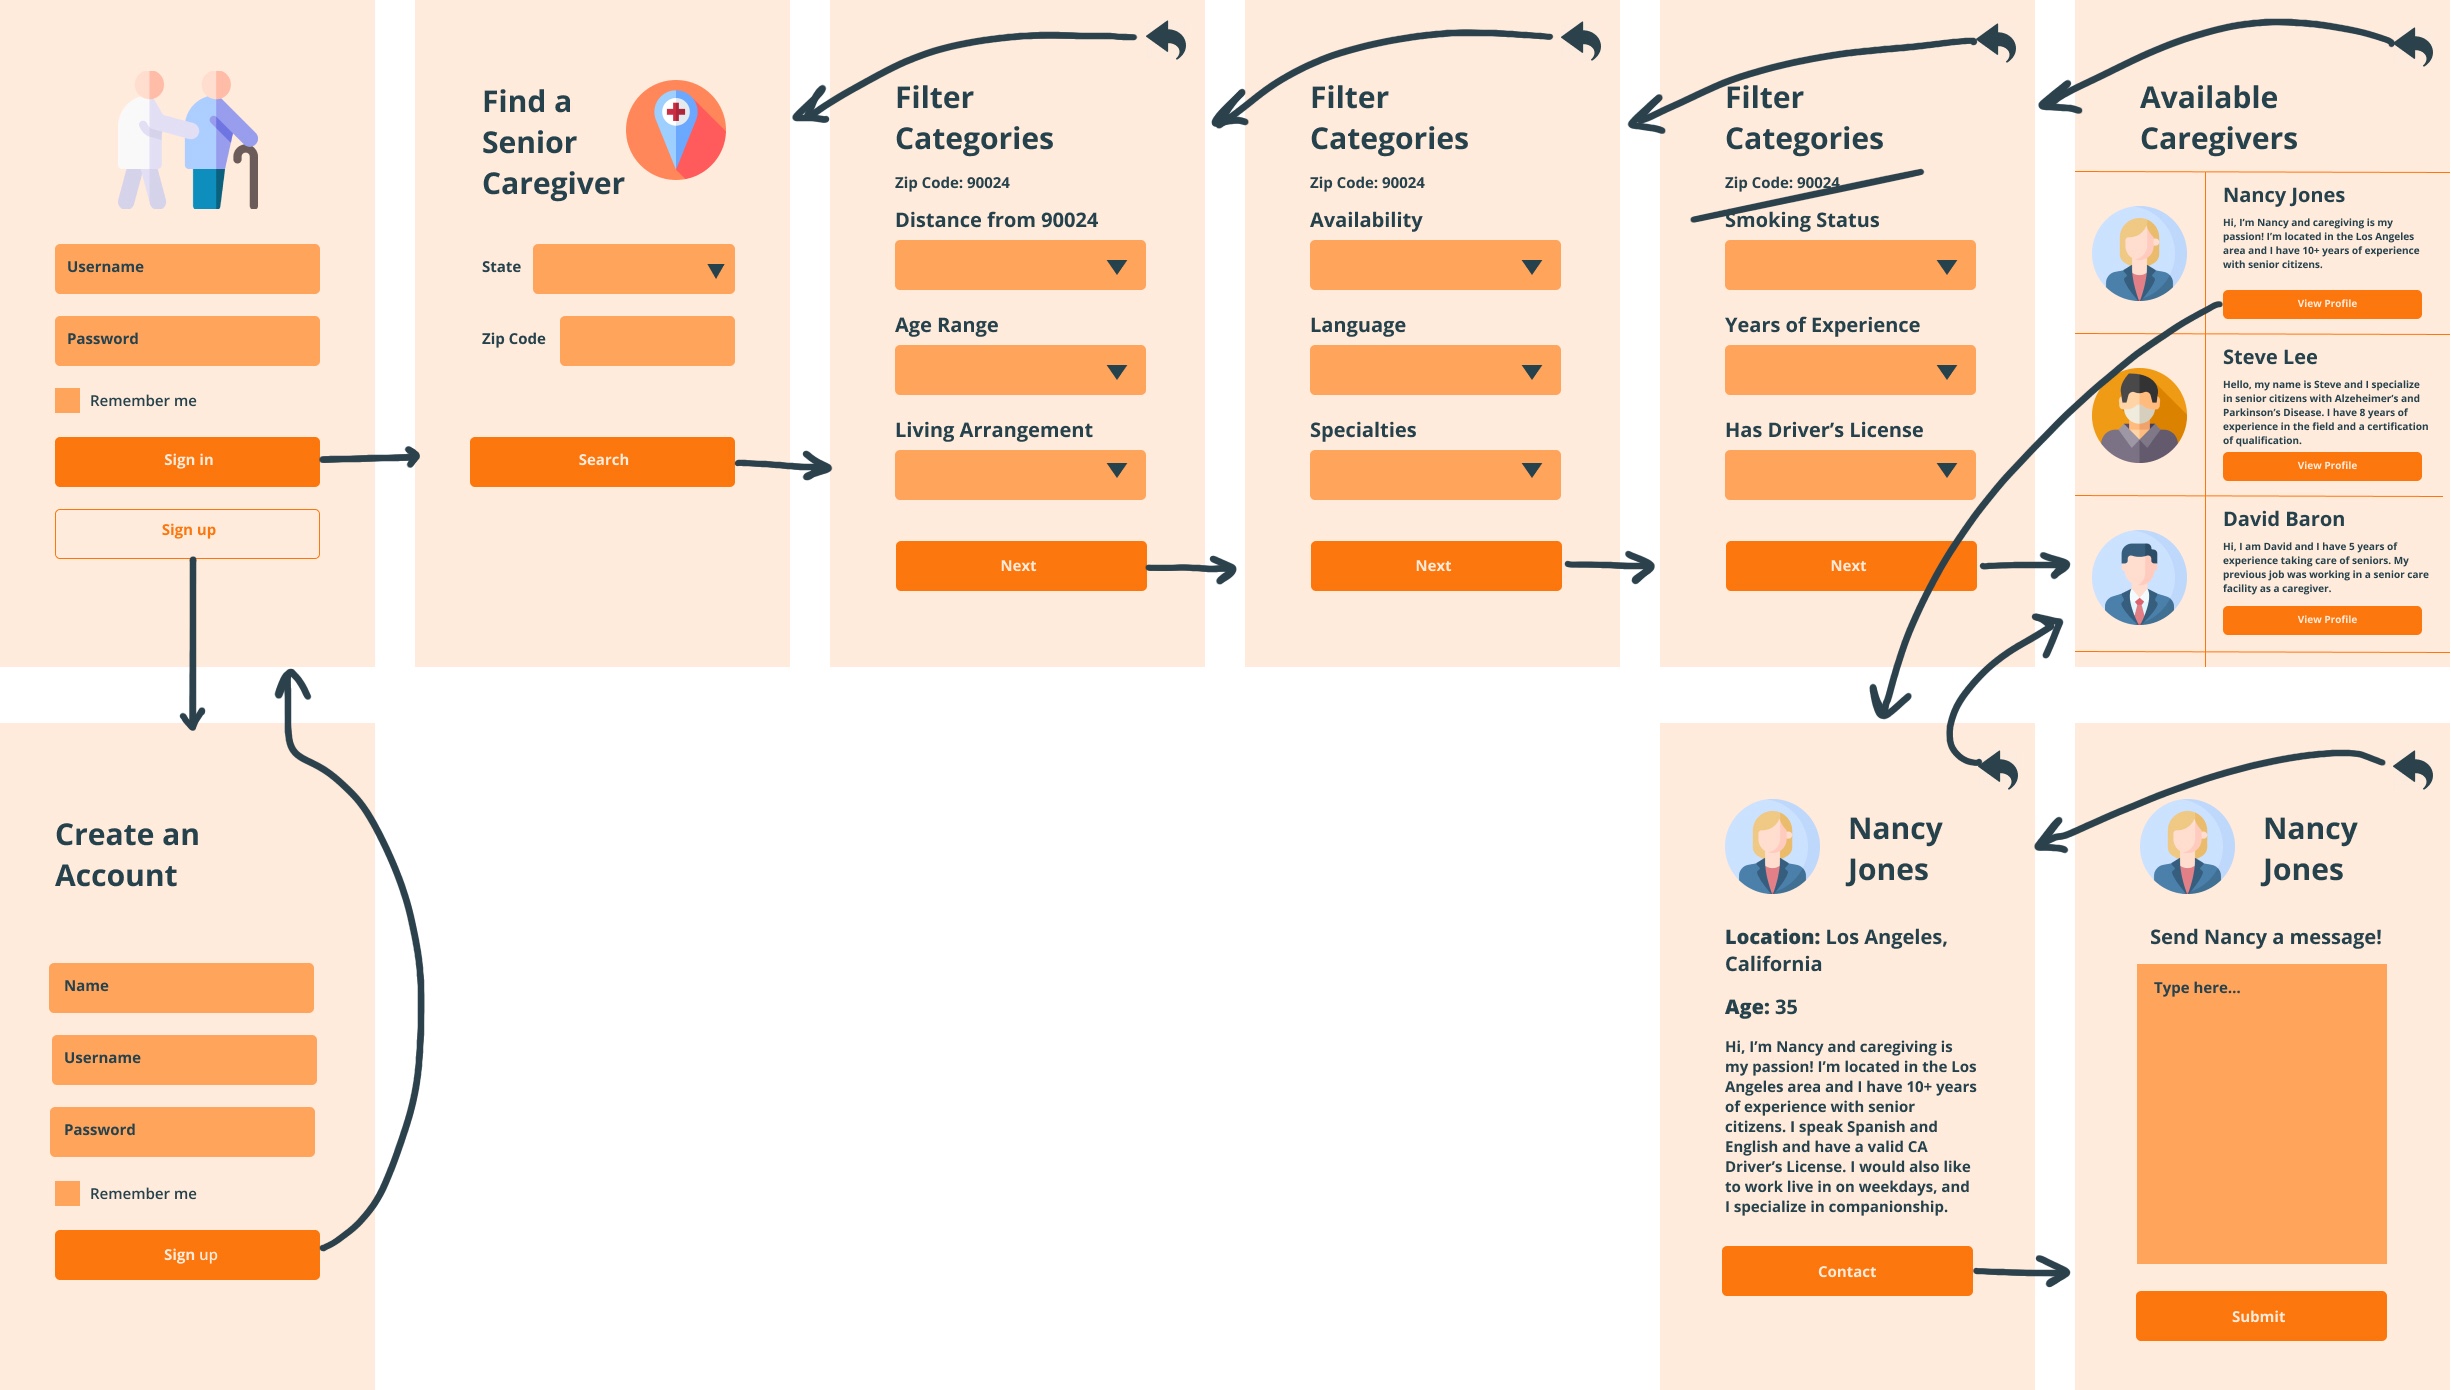 Username
Password
Remember me
Sign in
Sign up
Find a
Senior
Caregiver
State
Zip Code
Search
Filter
Categories
Zip Code: 90024
Distance from 90024
Age Range
Living Arrangement
Next
Filter
Categories
Zip Code: 90024
Availability
Language
Specialties
Next
Filter
Categories
Zip Code: 90024
Smoking Status
Years of Experience
Has Driver's License
Next
Available
Caregivers
Nancy Jones
Hi, I'm Nancy and caregiving is my
passion! I'm located in the Los Angeles
area and I have 10+ years of experience
with senior citizens.
View Profile
Steve Lee
Hello, my name is Steve and I specialize
in senior citizens with Alzeheimer's and
Parkinson's Disease. I have 8 years of
experience in the field and a certification
of qualification.
View Profile
David Baron
Hi, I am David and I have 5 years of
experience taking care of seniors. My
previous job was working in a senior care
facility as a caregiver.
View Profile
Create an
Account
Name
Username
Password
Remember me
Sign up
Nancy
Jones
Location: Los Angeles,
California
Age: 35
Hi, I'm Nancy and caregiving is
my passion! I'm located in the Los
Angeles area and I have 10+ years
of experience with senior
citizens. I speak Spanish and
English and have a valid CA
Driver's License. I would also like
to work live in on weekdays, and
I specialize in companionship.
Contact
Nancy
Jones
Send Nancy a message!
Type here...
Submit